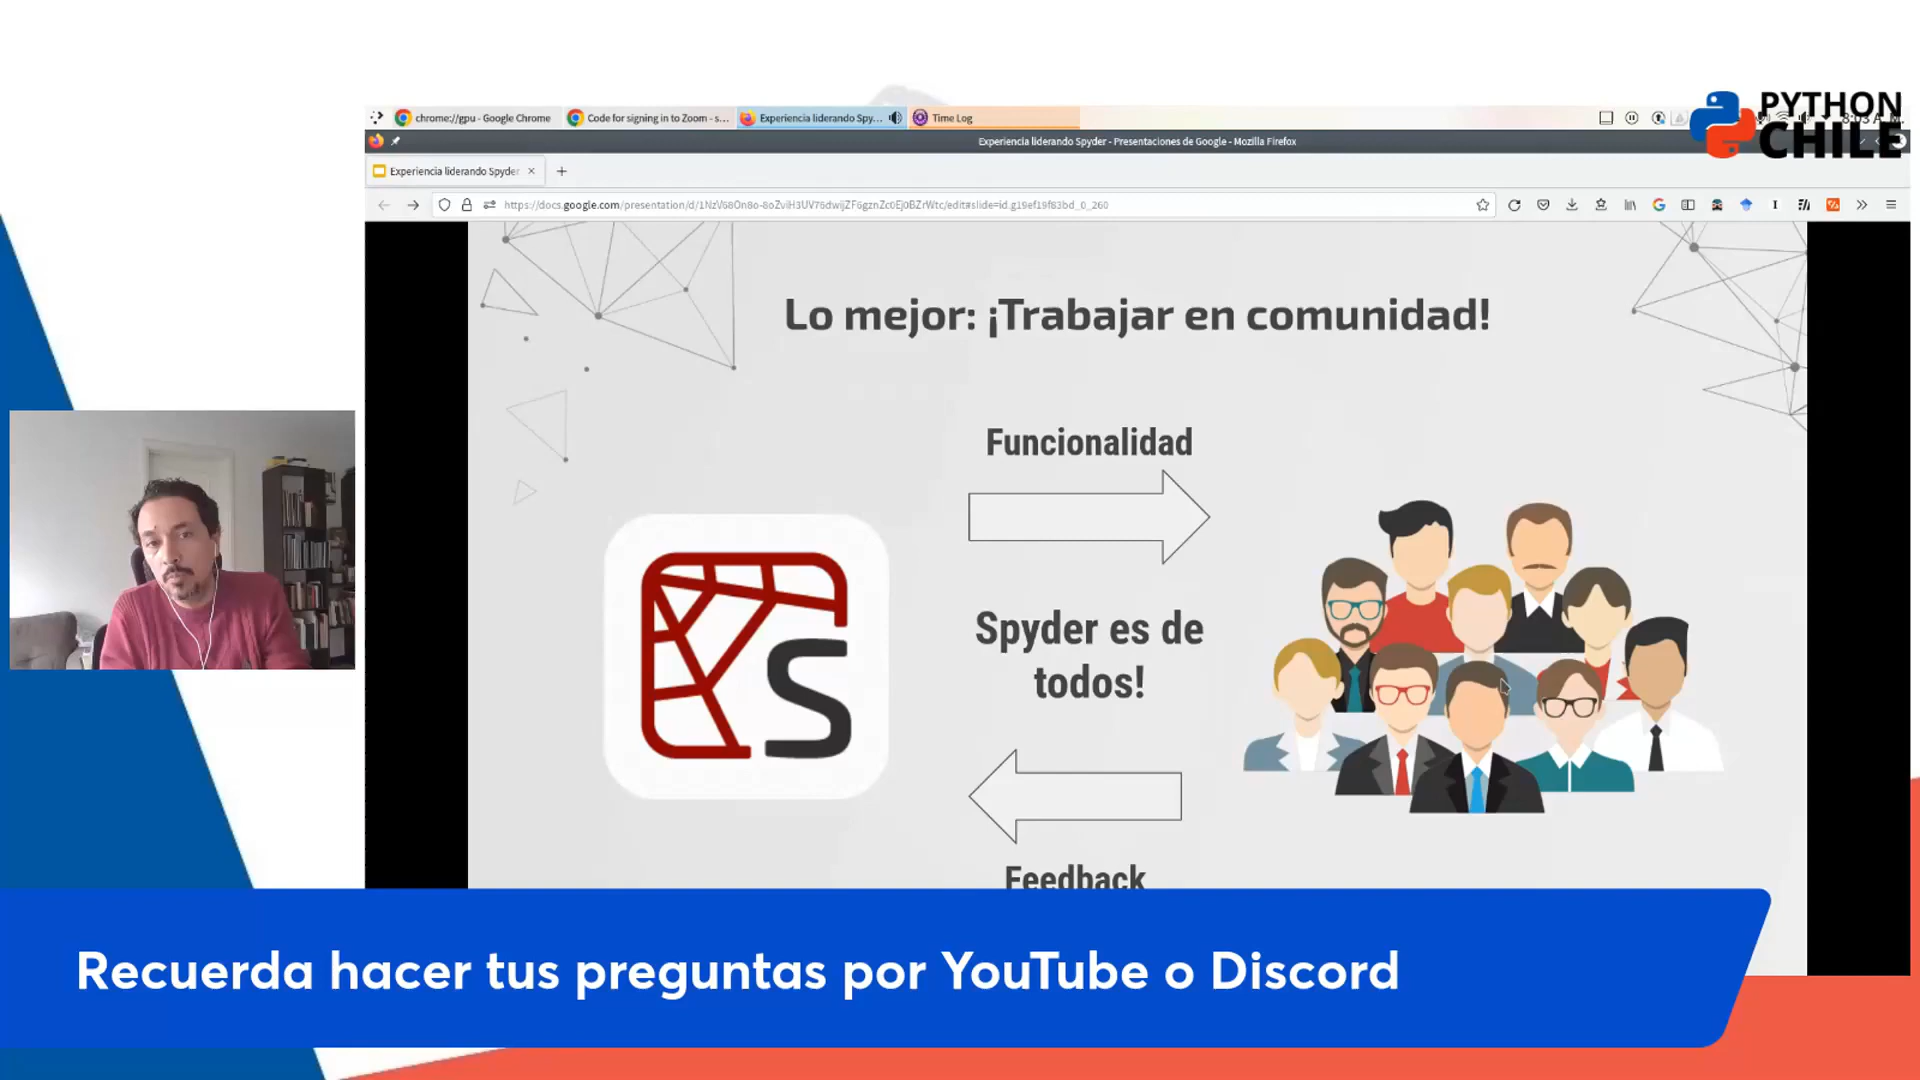 chrome://gpu - Google Chrome
Code for signing in to Zoom - s...
Experiencia liderando Spy...
Time Log
PYTHON
CHILE
Experiencia liderando Spyder - Presentaciones de Google - Mozilla Firefox
Experiencia liderando Spyder
Lo mejor: ¡Trabajar en comunidad!
Funcionalidad
Spyder es de
todos!
S
Feedback
Recuerda hacer tus preguntas por YouTube o Discord